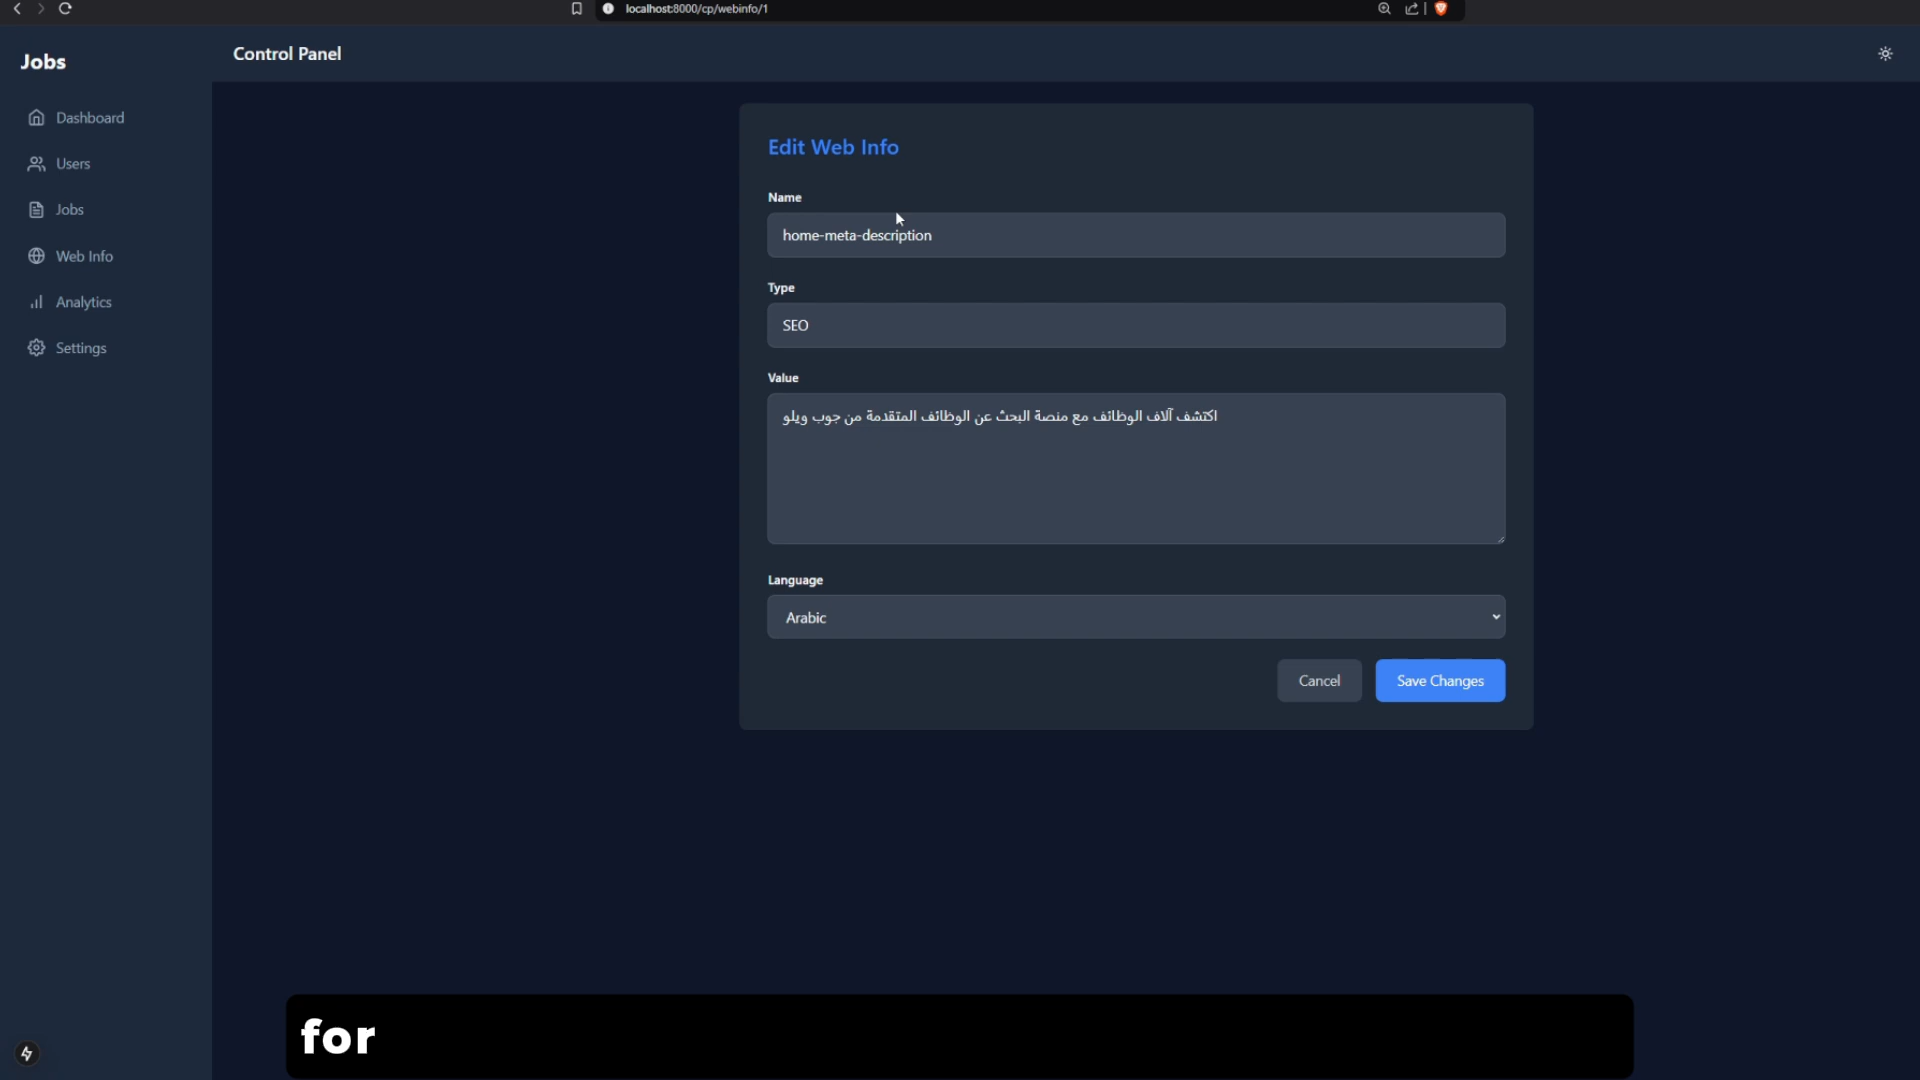 localhost:8000/cp/webinfo/1
Jobs
Control Panel
Dashboard
Users
Jobs
Web Info
Analytics
Settings
Edit Web Info
Name
home-meta-description
Type
SEO
Value
اكتشف آلاف الوظائف مع منصة البحث عن الوظائف المتقدمة من جوب ويلو
Language
Arabic
Cancel
Save Changes
for